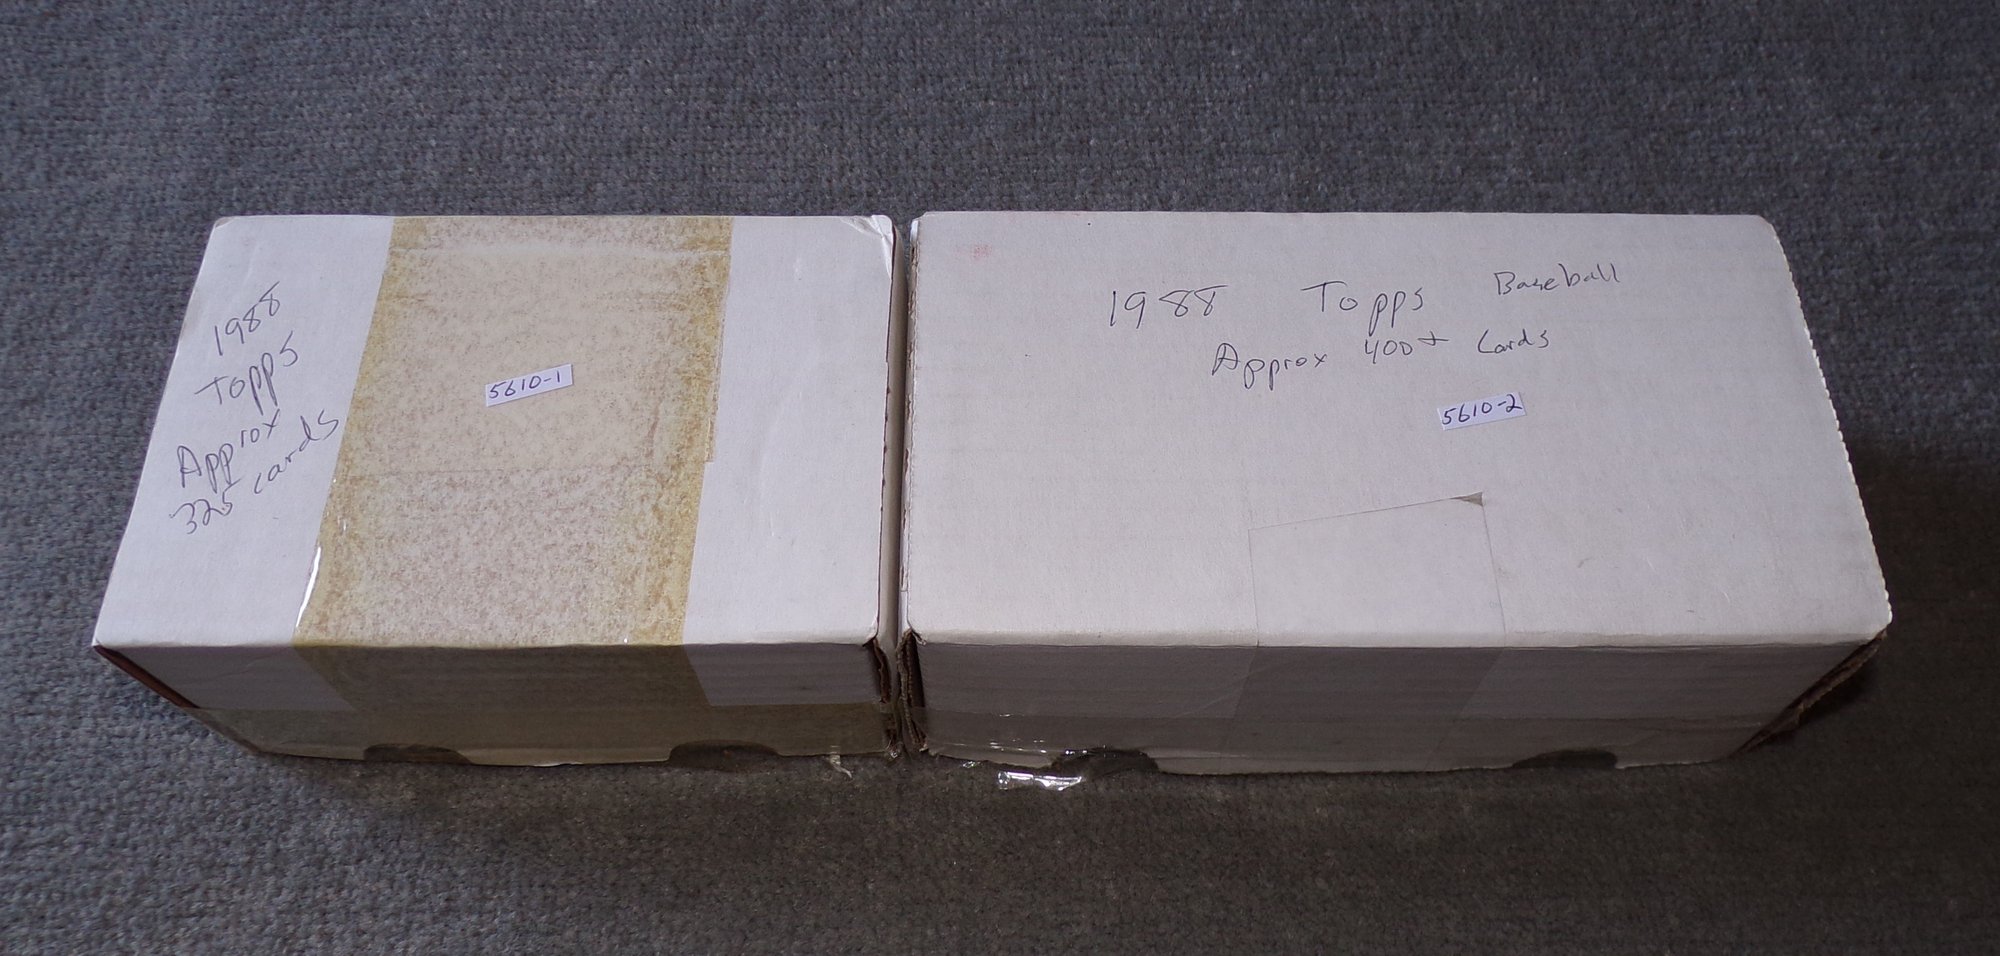 1988
Topps
Approx
325 cards
5610-1
1988 Topps Baseball
Approx 400+ Cards
5610-2